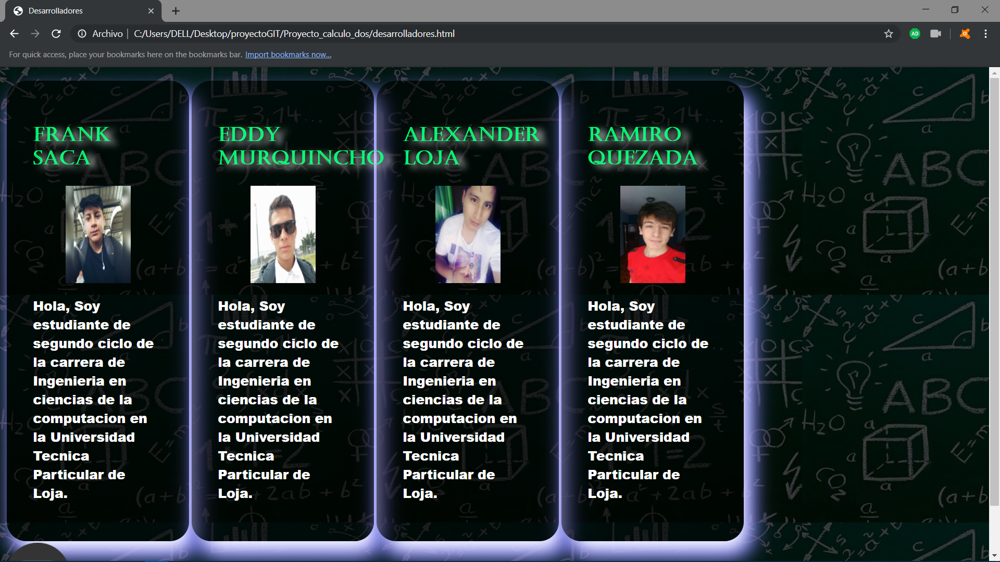 Desarrolladores
Archivo | C:/Users/DELL/Desktop/proyectoGIT/Proyecto_calculo_dos/desarrolladores.html
AD
For quick access, place your bookmarks here on the bookmarks bar. Import bookmarks now...
FRANK
SACA
Hola, Soy
estudiante de
segundo ciclo de
la carrera de
Ingenieria en
ciencias de la
computacion en
la Universidad
Tecnica
Particular de
Loja.
EDDY
MURQUINCHO
Hola, Soy
estudiante de
segundo ciclo de
la carrera de
Ingenieria en
ciencias de la
computacion en
la Universidad
Tecnica
Particular de
Loja.
ALEXANDER
LOJA
Hola, Soy
estudiante de
segundo ciclo de
la carrera de
Ingenieria en
ciencias de la
computacion en
la Universidad
Tecnica
Particular de
Loja.
RAMIRO
QUEZADA
Hola, Soy
estudiante de
segundo ciclo de
la carrera de
Ingenieria en
ciencias de la
computacion en
la Universidad
Tecnica
Particular de
Loja.